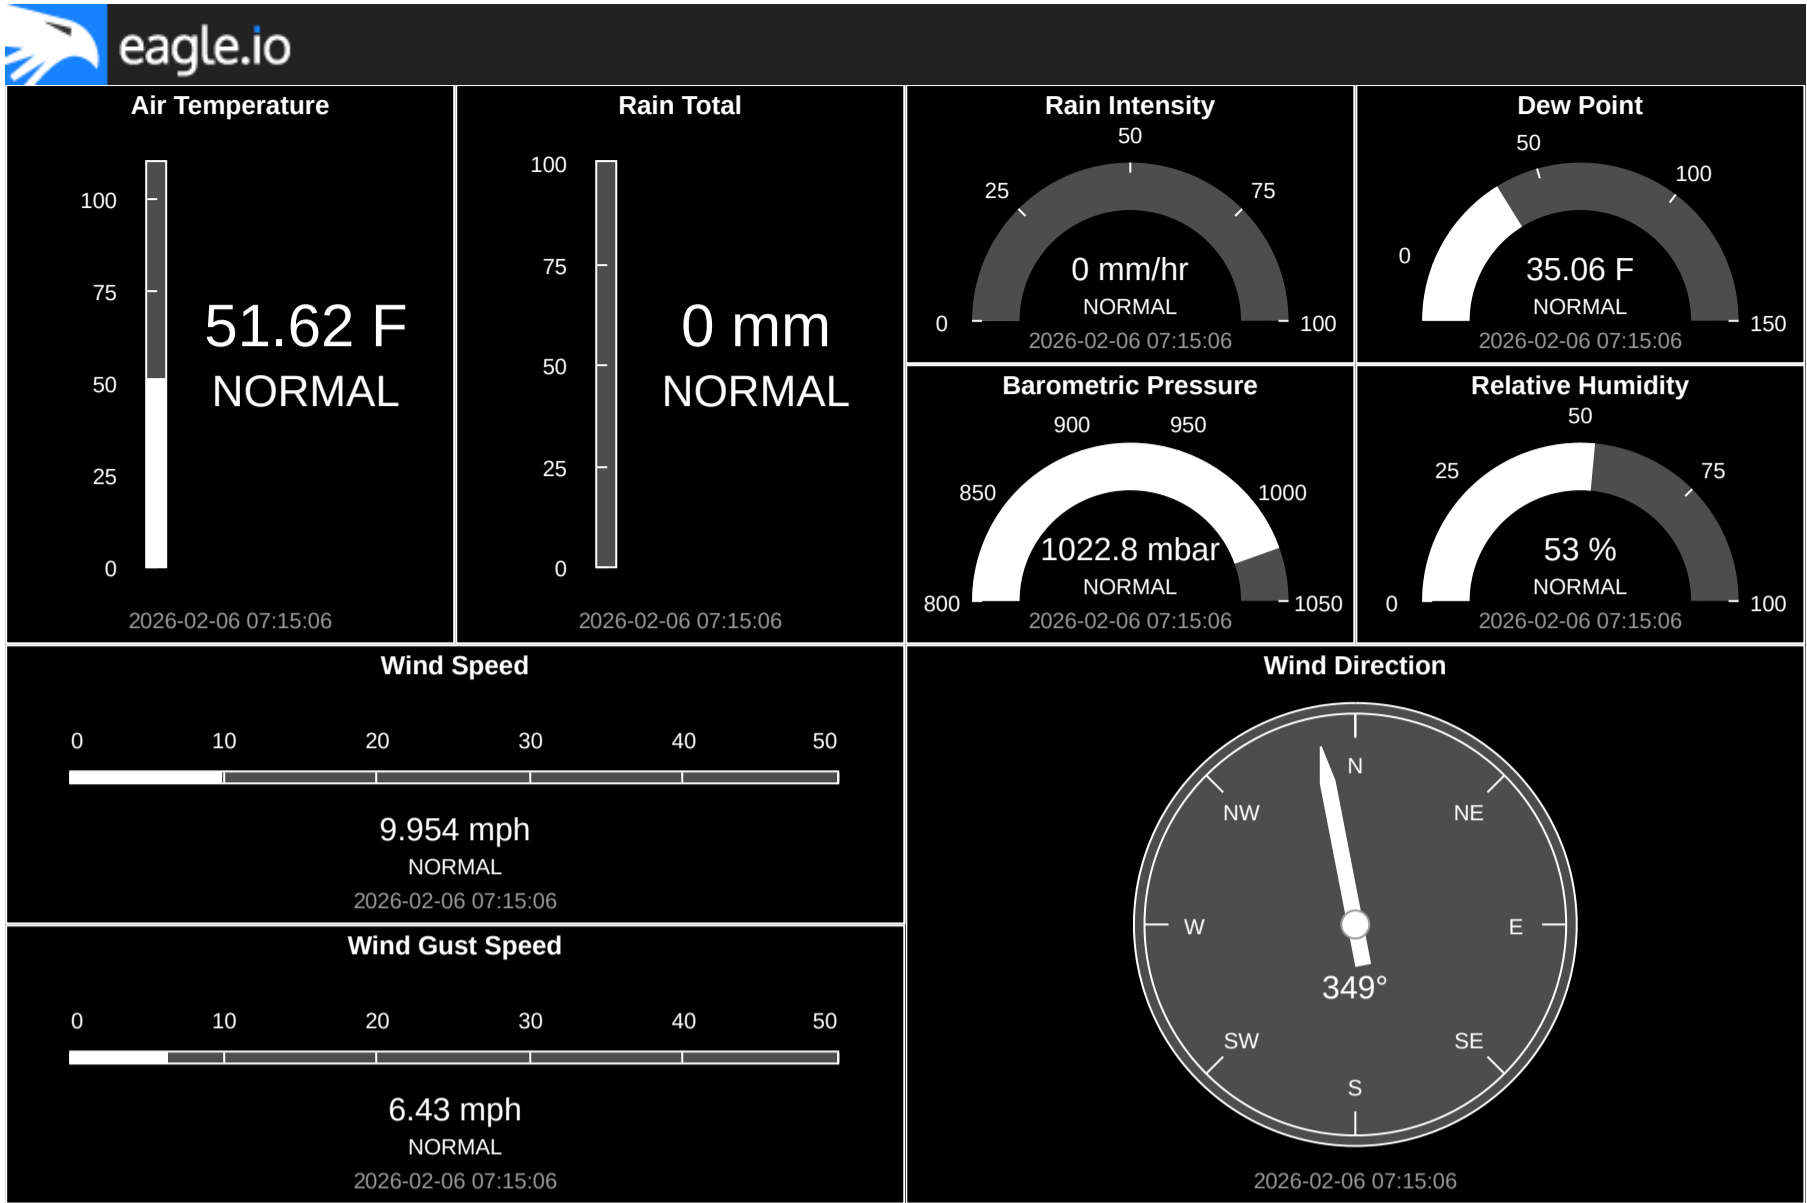 eagle.io
Air Temperature
100
75
50
25
0
51.62 F
NORMAL
2026-02-06 07:15:06
Rain Total
100
75
50
25
0
0 mm
NORMAL
2026-02-06 07:15:06
Rain Intensity
50
25
75
0
100
0 mm/hr
NORMAL
2026-02-06 07:15:06
Dew Point
50
100
0
150
35.06 F
NORMAL
2026-02-06 07:15:06
Barometric Pressure
900
950
850
1000
800
1050
1022.8 mbar
NORMAL
2026-02-06 07:15:06
Relative Humidity
50
25
75
0
100
53 %
NORMAL
2026-02-06 07:15:06
Wind Speed
0 10 20 30 40 50
9.954 mph
NORMAL
2026-02-06 07:15:06
Wind Gust Speed
0 10 20 30 40 50
6.43 mph
NORMAL
2026-02-06 07:15:06
Wind Direction
N
NW NE
W E
349°
SW SE
S
2026-02-06 07:15:06